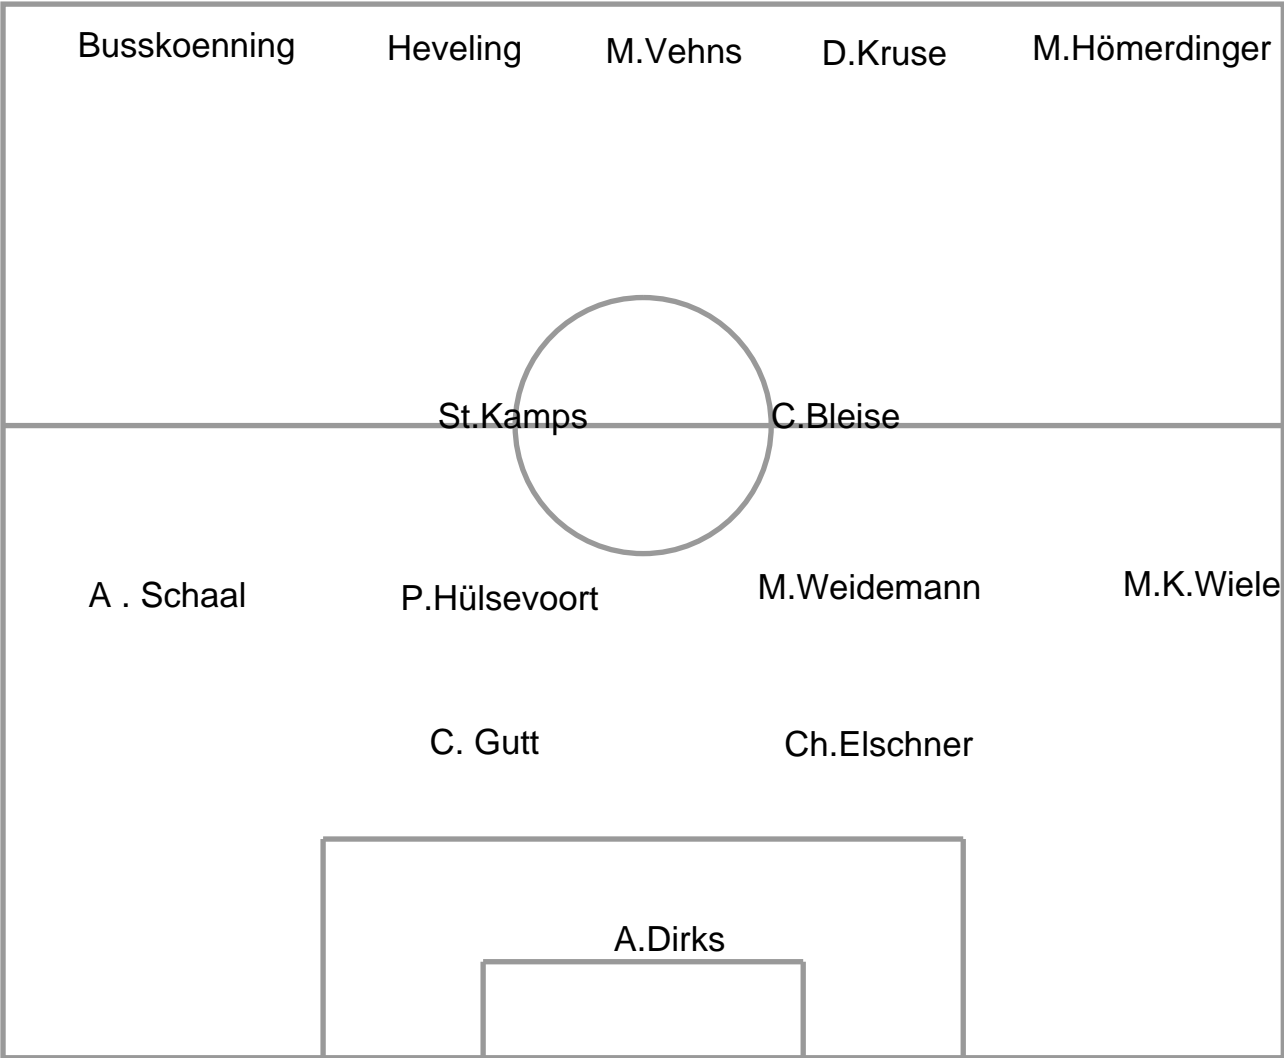 Busskoenning Heveling M.Vehns D.Kruse M.Hömerdinger
St.Kamps C.Bleise
A . Schaal P.Hülsevoort M.Weidemann M.K.Wiele
C. Gutt Ch.Elschner
A.Dirks